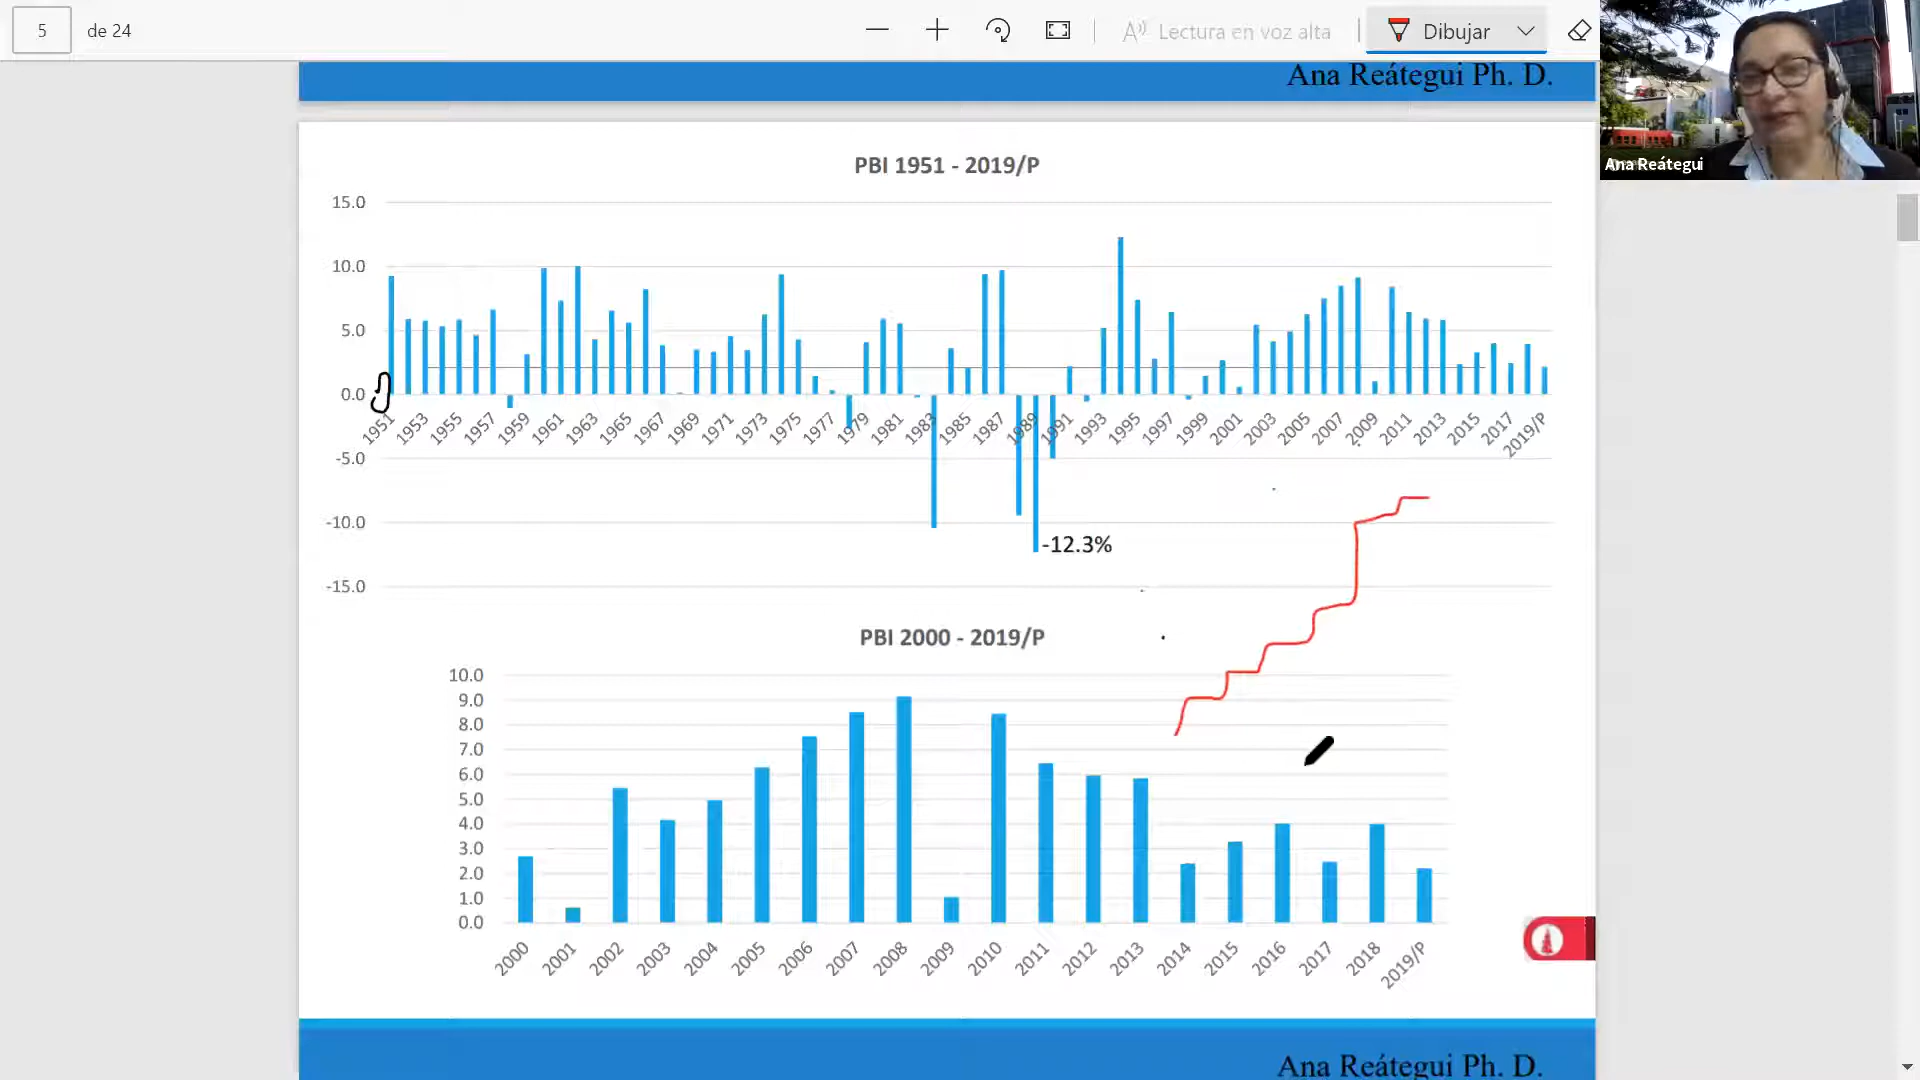 5 de 24
Lectura en voz alta
Dibujar
Ana Reátegui
Ana Reátegui Ph. D.
PBI 1951 - 2019/P
15.0
10.0
5.0
0.0
-5.0
-10.0
-15.0
1951 1953 1955 1957 1959 1961 1963 1965 1967 1969 1971 1973 1975 1977 1979 1981 1983 1985 1987 1989 1991 1993 1995 1997 1999 2001 2003 2005 2007 2009 2011 2013 2015 2017 2019/P
-12.3%
PBI 2000 - 2019/P
10.0
9.0
8.0
7.0
6.0
5.0
4.0
3.0
2.0
1.0
0.0
2000 2001 2002 2003 2004 2005 2006 2007 2008 2009 2010 2011 2012 2013 2014 2015 2016 2017 2018 2019/P
Ana Reátegui Ph. D.